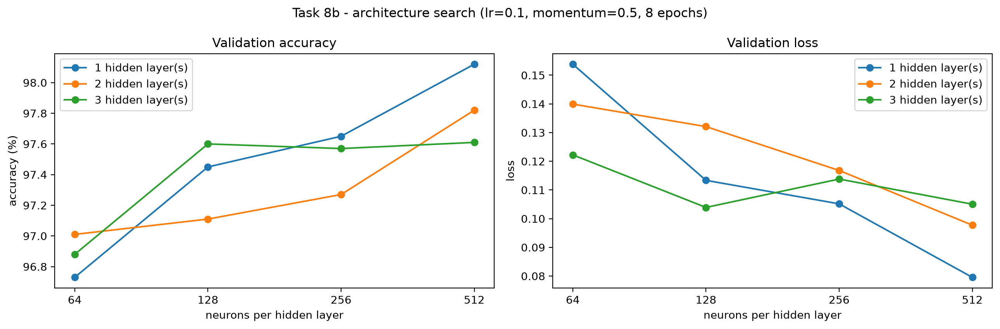 Task 8b - architecture search (lr=0.1, momentum=0.5, 8 epochs)
Validation accuracy
1 hidden layer(s)
2 hidden layer(s)
3 hidden layer(s)
98.0
97.8
97.6
97.4
97.2
97.0
96.8
accuracy (%)
64 128 256 512
neurons per hidden layer
Validation loss
1 hidden layer(s)
2 hidden layer(s)
3 hidden layer(s)
0.15
0.14
0.13
0.12
0.11
0.10
0.09
0.08
loss
64 128 256 512
neurons per hidden layer